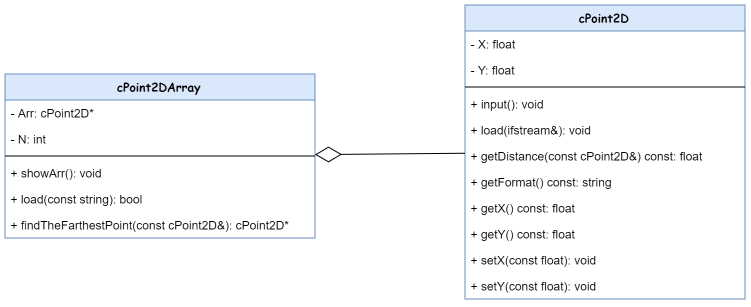 cPoint2DArray
- Arr: cPoint2D*
- N: int
+ showArr(): void
+ load(const string): bool
+ findTheFarthestPoint(const cPoint2D&): cPoint2D*
cPoint2D
- X: float
- Y: float
+ input(): void
+ load(ifstream&): void
+ getDistance(const cPoint2D&) const: float
+ getFormat() const: string
+ getX() const: float
+ getY() const: float
+ setX(const float): void
+ setY(const float): void